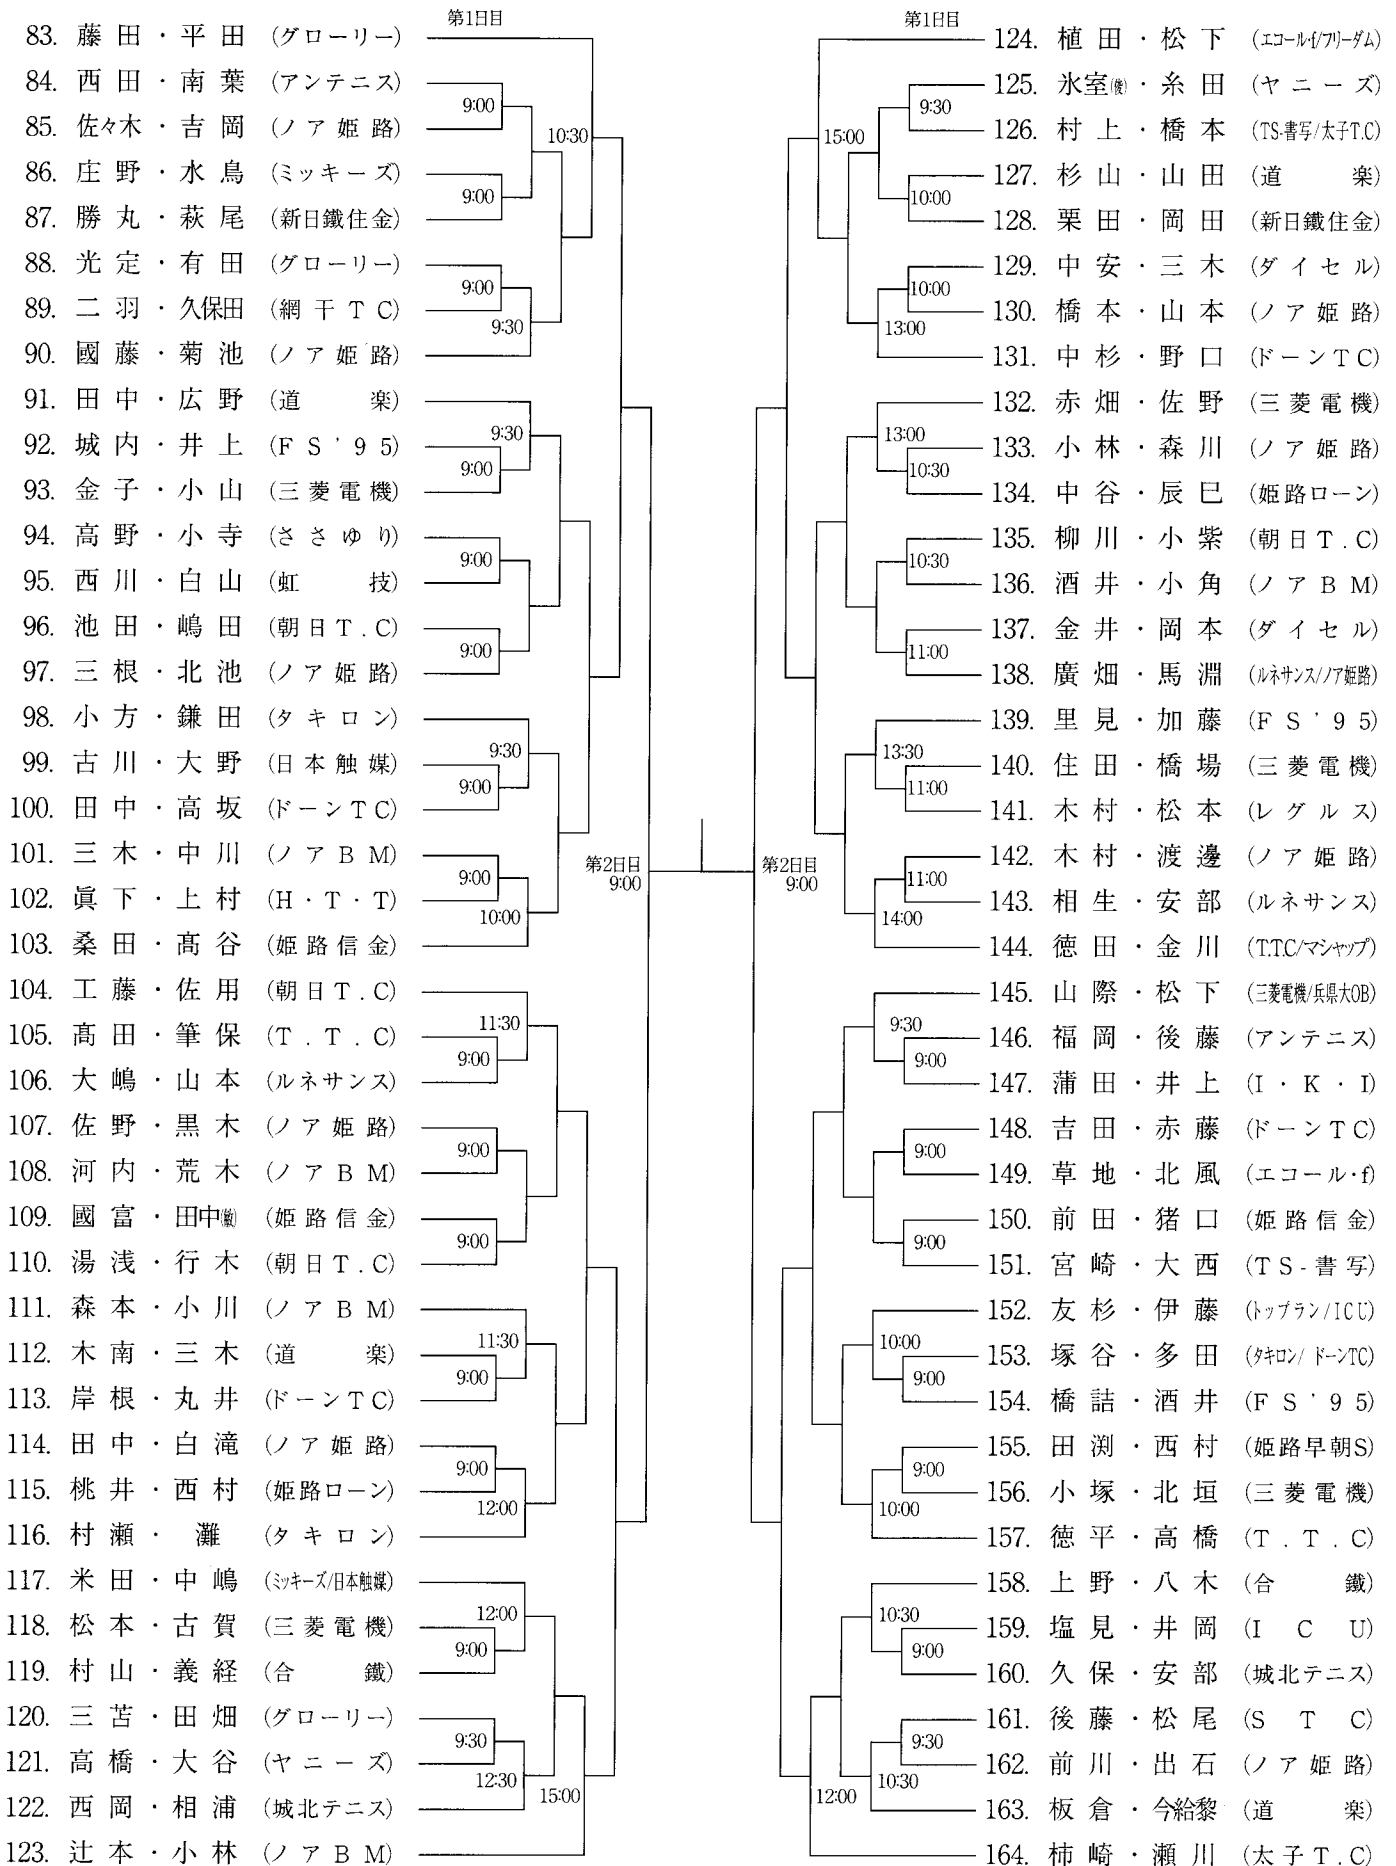 第1日目
83. 藤田・平田 (グローリー)
84. 西田・南葉 (アンテニス)
9:00
85. 佐々木・吉岡 (ノア姫路)
10:30
86. 庄野・水鳥 (ミッキーズ)
9:00
87. 勝丸・萩尾 (新日鐵住金)
88. 光定・有田 (グローリー)
9:00
89. 二羽・久保田 (網干TC)
9:30
90. 國藤・菊池 (ノア姫路)
91. 田中・広野 (道楽)
9:30
92. 城内・井上 (FS'95)
9:00
93. 金子・小山 (三菱電機)
94. 高野・小寺 (ささゆり)
9:00
95. 西川・白山 (虹技)
96. 池田・嶋田 (朝日T.C)
9:00
97. 三根・北池 (ノア姫路)
98. 小方・鎌田 (タキロン)
9:30
99. 古川・大野 (日本触媒)
9:00
100. 田中・高坂 (ドーンTC)
101. 三木・中川 (ノアBM)
9:00
102. 眞下・上村 (H・T・T)
10:00
103. 桑田・髙谷 (姫路信金)
第2日目
9:00
104. 工藤・佐用 (朝日T.C)
11:30
105. 髙田・筆保 (T.T.C)
9:00
106. 大嶋・山本 (ルネサンス)
107. 佐野・黒木 (ノア姫路)
9:00
108. 河内・荒木 (ノアBM)
109. 國富・田中 (姫路信金)
9:00
110. 湯浅・行木 (朝日T.C)
111. 森本・小川 (ノアBM)
11:30
112. 木南・三木 (道楽)
9:00
113. 岸根・丸井 (ドーンTC)
114. 田中・白滝 (ノア姫路)
9:00
115. 桃井・西村 (姫路ローン)
12:00
116. 村瀬・灘 (タキロン)
117. 米田・中嶋 (ミッキーズ/日本触媒)
12:00
118. 松本・古賀 (三菱電機)
9:00
119. 村山・義経 (合鐵)
120. 三苫・田畑 (グローリー)
9:30
121. 高橋・大谷 (ヤニーズ)
12:30
15:00
122. 西岡・相浦 (城北テニス)
123. 辻本・小林 (ノアBM)
第1日目
124. 植田・松下 (エコール・f/フリーダム)
125. 氷室・糸田 (ヤニーズ)
9:30
126. 村上・橋本 (TS-書写/太子T.C)
15:00
127. 杉山・山田 (道楽)
10:00
128. 栗田・岡田 (新日鐵住金)
129. 中安・三木 (ダイセル)
10:00
130. 橋本・山本 (ノア姫路)
13:00
131. 中杉・野口 (ドーンTC)
132. 赤畑・佐野 (三菱電機)
13:00
133. 小林・森川 (ノア姫路)
10:30
134. 中谷・辰巳 (姫路ローン)
135. 柳川・小紫 (朝日T.C)
10:30
136. 酒井・小角 (ノアBM)
137. 金井・岡本 (ダイセル)
11:00
138. 廣畑・馬淵 (ルネサンス/ノア姫路)
139. 里見・加藤 (FS'95)
13:30
140. 住田・橋場 (三菱電機)
11:00
141. 木村・松本 (レグルス)
142. 木村・渡邊 (ノア姫路)
11:00
143. 相生・安部 (ルネサンス)
14:00
144. 徳田・金川 (T.T.C/マシャップ)
第2日目
9:00
145. 山際・松下 (三菱電機/兵県大OB)
9:30
146. 福岡・後藤 (アンテニス)
9:00
147. 蒲田・井上 (I・K・I)
148. 吉田・赤藤 (ドーンTC)
9:00
149. 草地・北風 (エコール・f)
150. 前田・猪口 (姫路信金)
9:00
151. 宮崎・大西 (TS-書写)
152. 友杉・伊藤 (トップラン/ICU)
10:00
153. 塚谷・多田 (タキロン/ドーンTC)
9:00
154. 橋詰・酒井 (FS'95)
155. 田渕・西村 (姫路早朝S)
9:00
156. 小塚・北垣 (三菱電機)
10:00
157. 徳平・高橋 (T.T.C)
158. 上野・八木 (合鐵)
10:30
159. 塩見・井岡 (ICU)
9:00
160. 久保・安部 (城北テニス)
161. 後藤・松尾 (STC)
9:30
162. 前川・出石 (ノア姫路)
10:30
12:00
163. 板倉・今給黎 (道楽)
164. 柿崎・瀬川 (太子T.C)